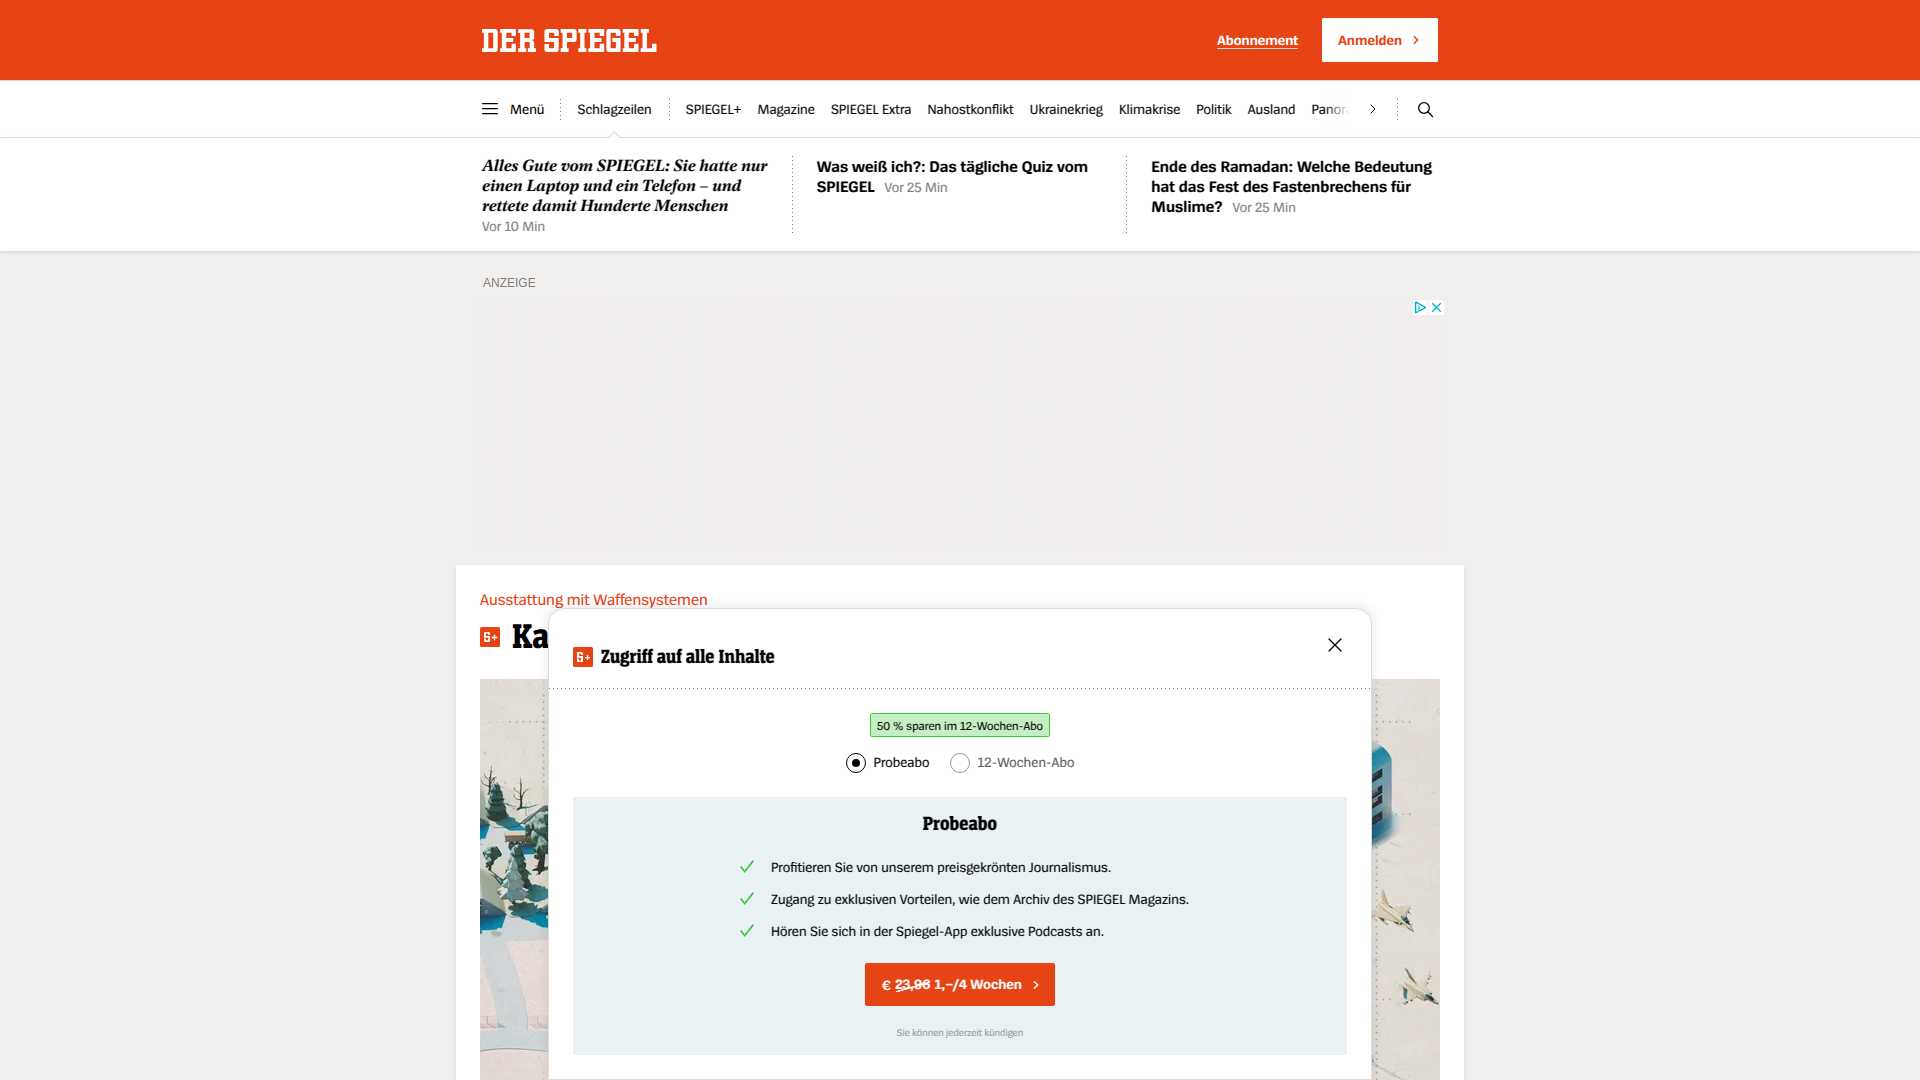 DER SPIEGEL
Abonnement
Anmelden
Menü
Schlagzeilen
SPIEGEL+
Magazine
SPIEGEL Extra
Nahostkonflikt
Ukrainekrieg
Klimakrise
Politik
Ausland
Alles Gute vom SPIEGEL: Sie hatte nur
einen Laptop und ein Telefon – und
rettete damit Hunderte Menschen
Vor 10 Min
Was weiß ich?: Das tägliche Quiz vom
SPIEGEL Vor 25 Min
Ende des Ramadan: Welche Bedeutung
hat das Fest des Fastenbrechens für
Muslime? Vor 25 Min
ANZEIGE
Ausstattung mit Waffensystemen
Ka
Zugriff auf alle Inhalte
50 % sparen im 12-Wochen-Abo
Probeabo
12-Wochen-Abo
Probeabo
Profitieren Sie von unserem preisgekrönten Journalismus.
Zugang zu exklusiven Vorteilen, wie dem Archiv des SPIEGEL Magazins.
Hören Sie sich in der Spiegel-App exklusive Podcasts an.
€ 23,96 1,–/4 Wochen
Sie können jederzeit kündigen